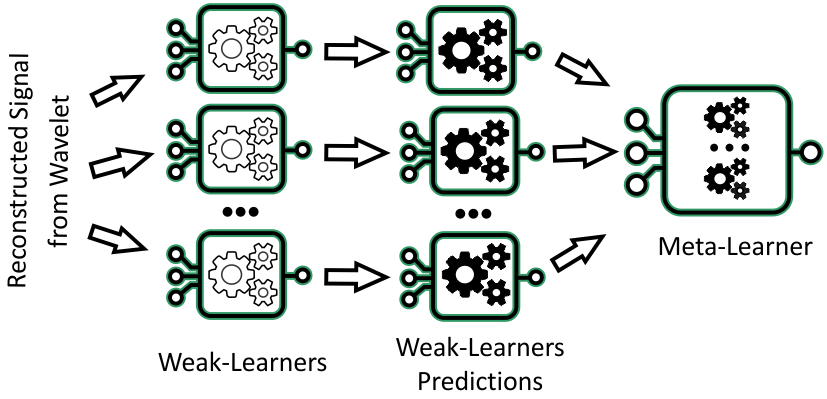 Reconstructed Signal
from Wavelet
Weak-Learners
Weak-Learners
Predictions
Meta-Learner